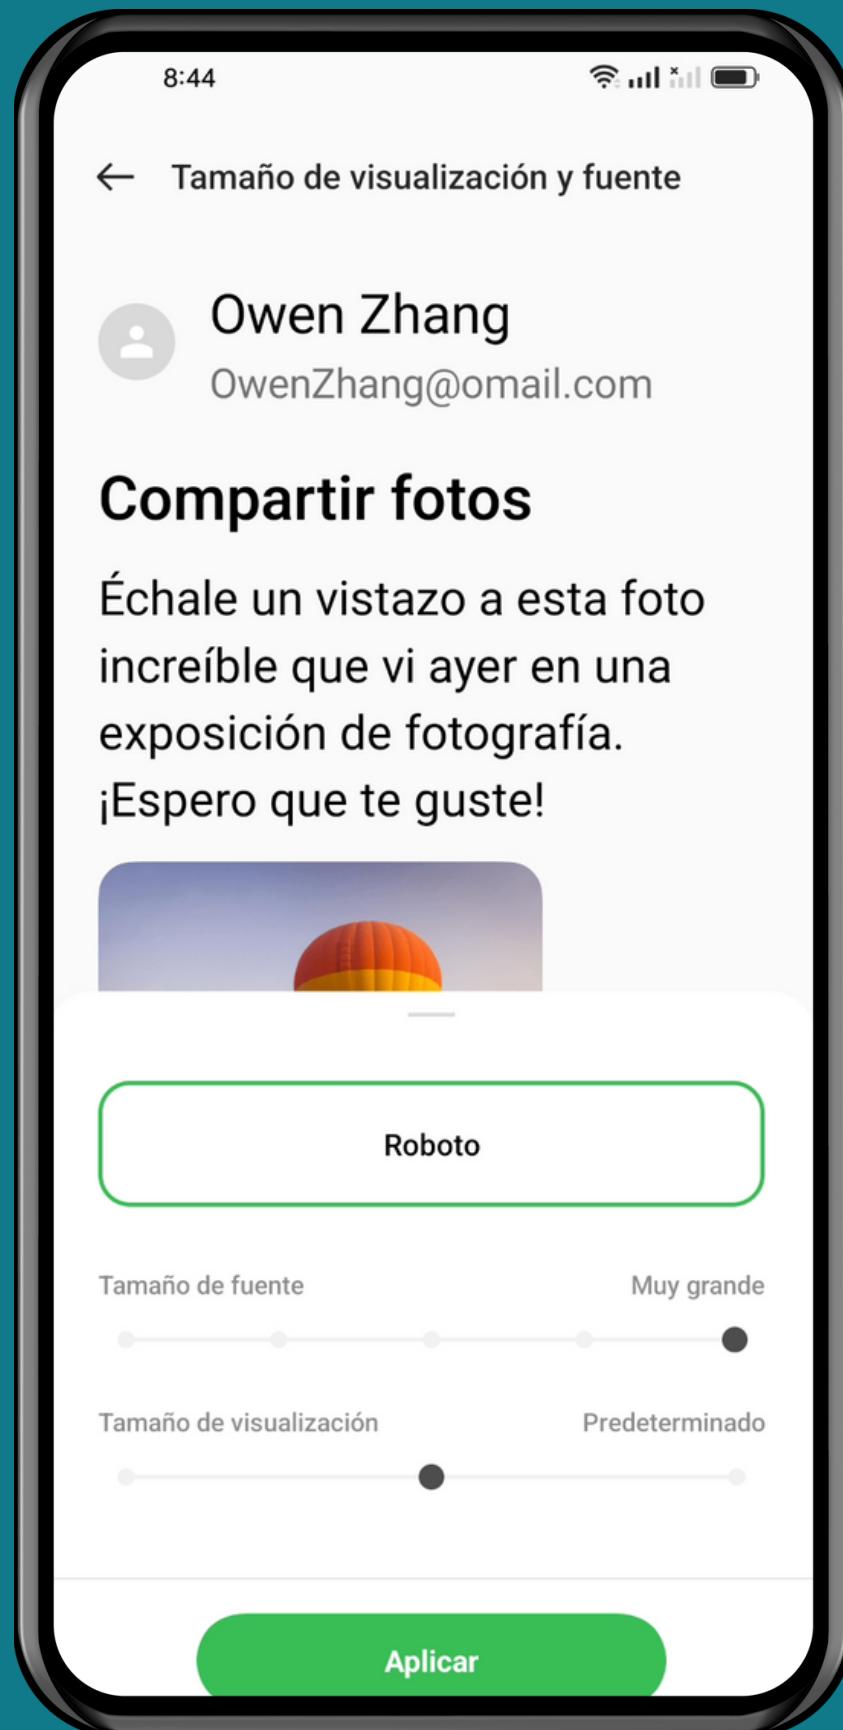 8:44
Tamaño de visualización y fuente
Owen Zhang
OwenZhang@omail.com
Compartir fotos
Échale un vistazo a esta foto
increíble que vi ayer en una
exposición de fotografía.
¡Espero que te guste!
Roboto
Tamaño de fuente Muy grande
Tamaño de visualización Predeterminado
Aplicar